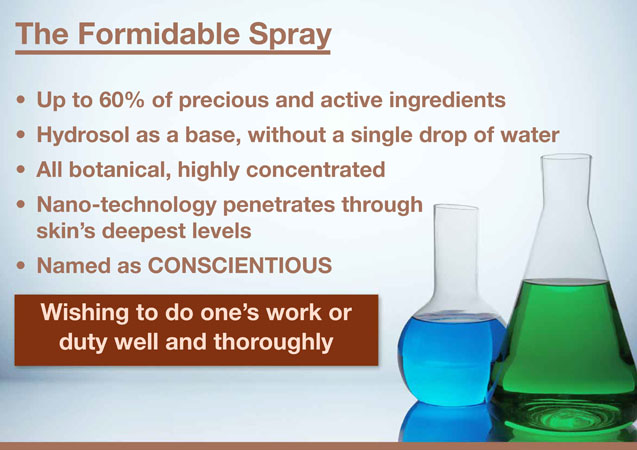 The Formidable Spray
• Up to 60% of precious and active ingredients
• Hydrosol as a base, without a single drop of water
• All botanical, highly concentrated
• Nano-technology penetrates through
skin's deepest levels
• Named as CONSCIENTIOUS
Wishing to do one's work or
duty well and thoroughly